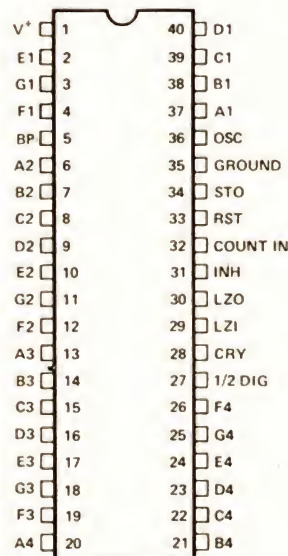 V+ 1 40 D1
E1 2 39 C1
G1 3 38 B1
F1 4 37 A1
BP 5 36 OSC
A2 6 35 GROUND
B2 7 34 STO
C2 8 33 RST
D2 9 32 COUNT IN
E2 10 31 INH
G2 11 30 LZO
F2 12 29 LZI
A3 13 28 CRY
B3 14 27 1/2 DIG
C3 15 26 F4
D3 16 25 G4
E3 17 24 E4
G3 18 23 D4
F3 19 22 C4
A4 20 21 B4